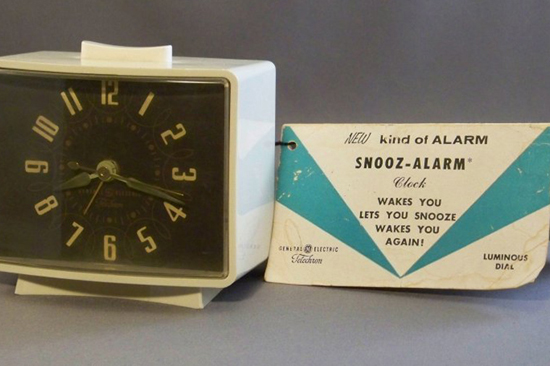 12
11
1
10
2
9
3
8
4
7
5
6
NEW kind of ALARM
SNOOZ-ALARM®
Clock
WAKES YOU
LETS YOU SNOOZE
WAKES YOU
AGAIN!
GENERAL GE ELECTRIC
Telechron
LUMINOUS
DIAL